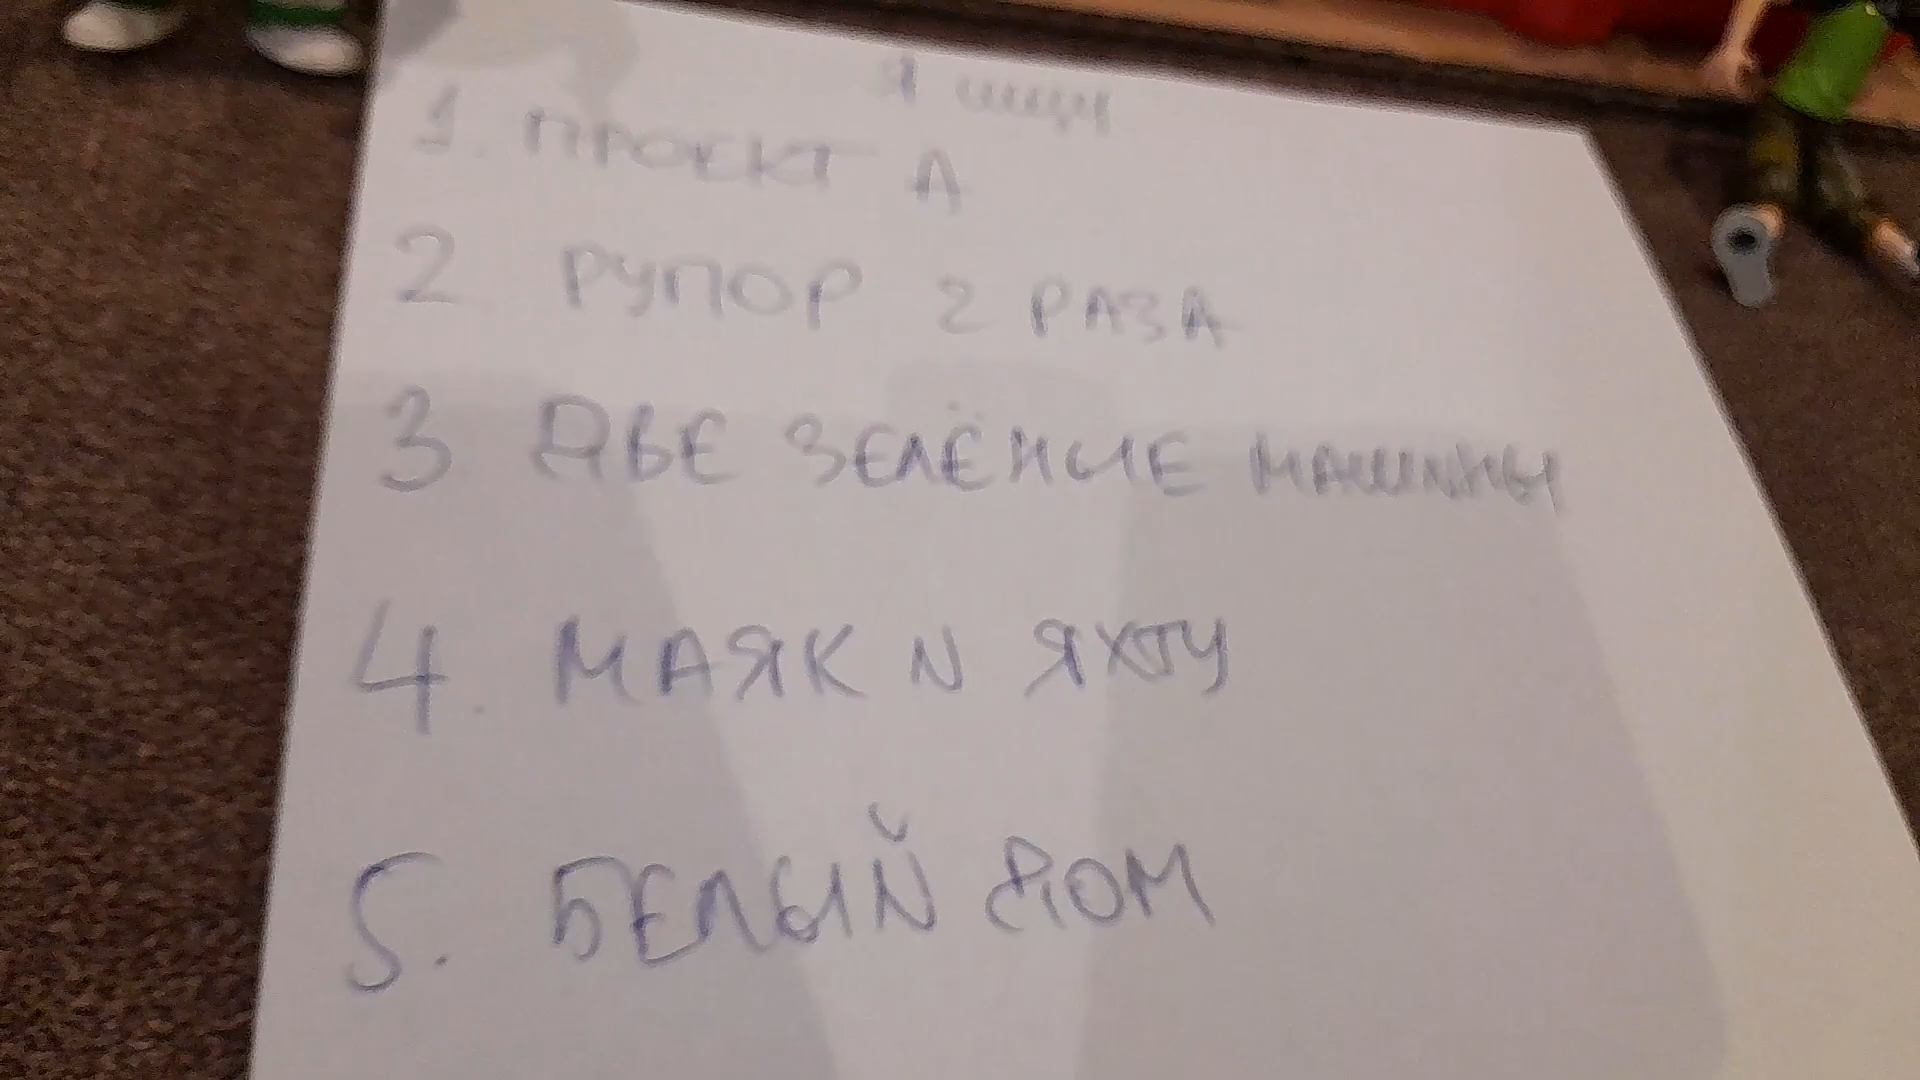 Я ищу
1. ПРОЕКТ А
2 РУПОР 2 РАЗА
3 ДВЕ ЗЕЛЁНЫЕ МАШИНЫ
4. МАЯК И ЯХТУ
5. БЕЛЫЙ ДОМ